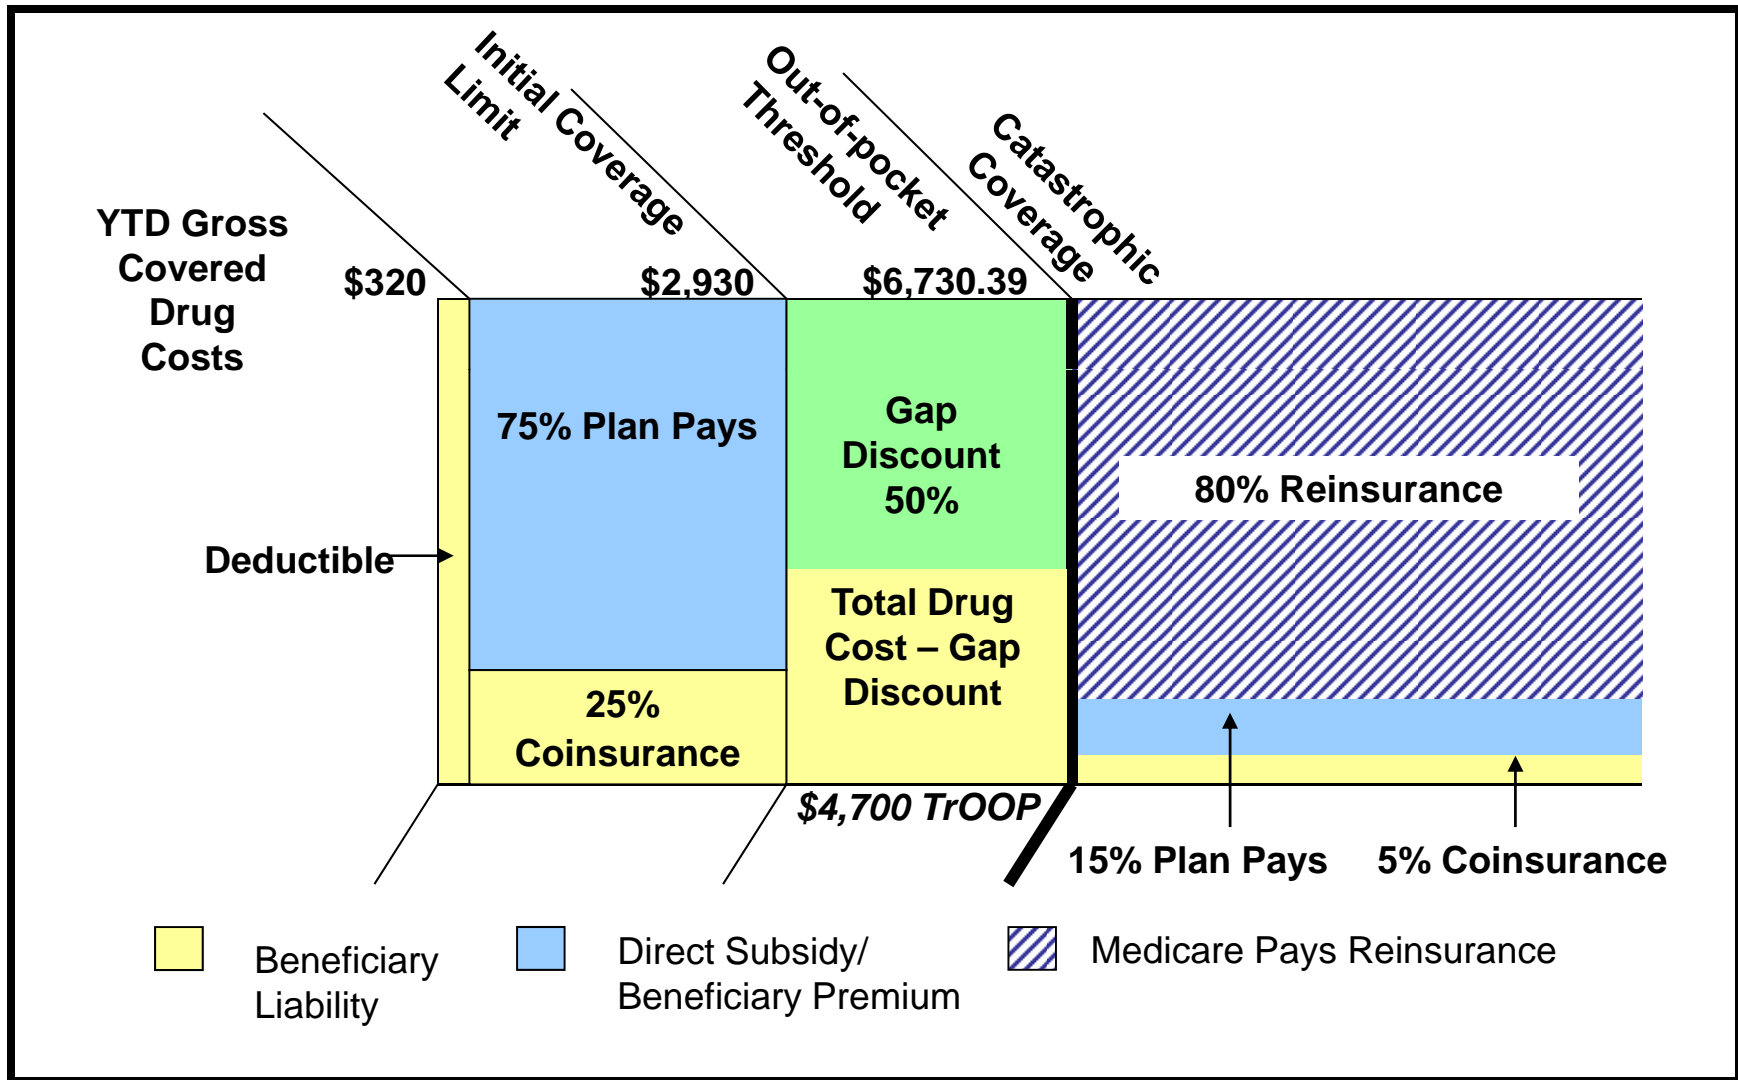 Initial Coverage
Limit
Out-of-pocket
Threshold
Catastrophic
Coverage
YTD Gross
Covered
Drug
Costs
$320
$2,930
$6,730.39
75% Plan Pays
Gap
Discount
50%
80% Reinsurance
Deductible
Total Drug
Cost – Gap
Discount
25%
Coinsurance
$4,700 TrOOP
15% Plan Pays
5% Coinsurance
Beneficiary
Liability
Direct Subsidy/
Beneficiary Premium
Medicare Pays Reinsurance